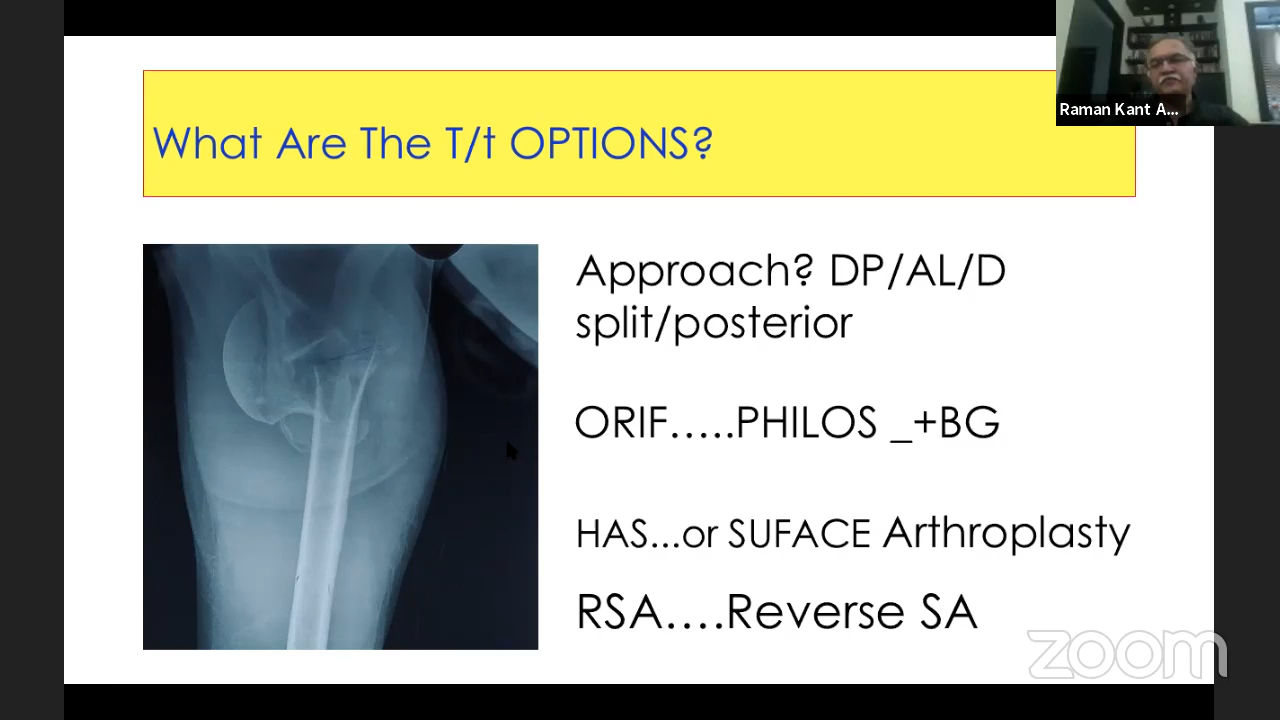 Raman Kant A...
What Are The T/t OPTIONS?
Approach? DP/AL/D
split/posterior
ORIF.....PHILOS _+BG
HAS...or SUFACE Arthroplasty
RSA....Reverse SA
zoom